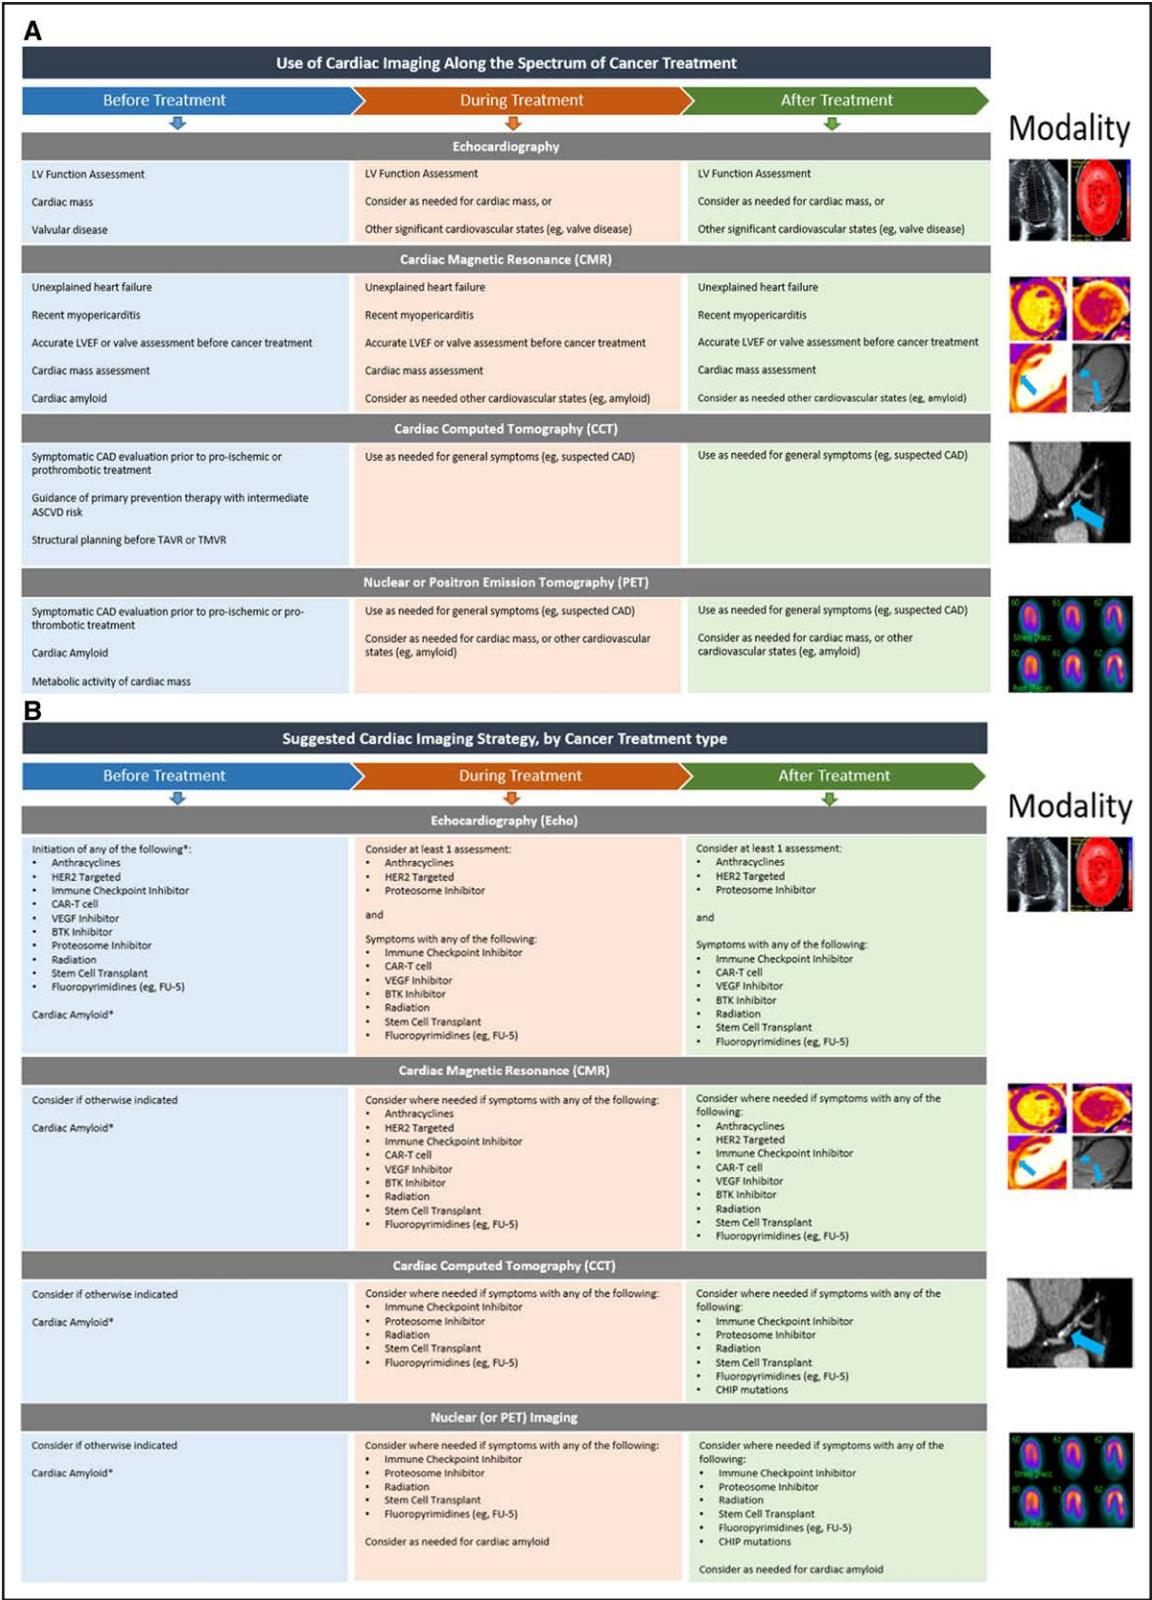 A
Use of Cardiac Imaging Along the Spectrum of Cancer Treatment
Before Treatment
During Treatment
After Treatment
Modality
Echocardiography
LV Function Assessment
Cardiac mass
Valvular disease
LV Function Assessment
Consider as needed for cardiac mass, or
Other significant cardiovascular states (eg, valve disease)
LV Function Assessment
Consider as needed for cardiac mass, or
Other significant cardiovascular states (eg, valve disease)
Cardiac Magnetic Resonance (CMR)
Unexplained heart failure
Recent myopericarditis
Accurate LVEF or valve assessment before cancer treatment
Cardiac mass assessment
Cardiac amyloid
Unexplained heart failure
Recent myopericarditis
Accurate LVEF or valve assessment before cancer treatment
Cardiac mass assessment
Consider as needed other cardiovascular states (eg, amyloid)
Unexplained heart failure
Recent myopericarditis
Accurate LVEF or valve assessment before cancer treatment
Cardiac mass assessment
Consider as needed other cardiovascular states (eg, amyloid)
Cardiac Computed Tomography (CCT)
Symptomatic CAD evaluation prior to pro-ischemic or
prothrombotic treatment
Guidance of primary prevention therapy with intermediate
ASCVD risk
Structural planning before TAVR or TMVR
Use as needed for general symptoms (eg, suspected CAD)
Use as needed for general symptoms (eg, suspected CAD)
Nuclear or Positron Emission Tomography (PET)
Symptomatic CAD evaluation prior to pro-ischemic or pro-
thrombotic treatment
Cardiac Amyloid
Metabolic activity of cardiac mass
Use as needed for general symptoms (eg, suspected CAD)
Consider as needed for cardiac mass, or other cardiovascular
states (eg, amyloid)
Use as needed for general symptoms (eg, suspected CAD)
Consider as needed for cardiac mass, or other
cardiovascular states (eg, amyloid)
60 61 62
60 61 62
B
Suggested Cardiac Imaging Strategy, by Cancer Treatment type
Before Treatment
During Treatment
After Treatment
Modality
Echocardiography (Echo)
Initiation of any of the following*:
• Anthracyclines
• HER2 Targeted
• Immune Checkpoint Inhibitor
• CAR-T cell
• VEGF Inhibitor
• BTK Inhibitor
• Proteosome Inhibitor
• Radiation
• Stem Cell Transplant
• Fluoropyrimidines (eg, FU-5)
Cardiac Amyloid*
Consider at least 1 assessment:
• Anthracyclines
• HER2 Targeted
• Proteosome Inhibitor
and
Symptoms with any of the following:
• Immune Checkpoint Inhibitor
• CAR-T cell
• VEGF Inhibitor
• BTK Inhibitor
• Radiation
• Stem Cell Transplant
• Fluoropyrimidines (eg, FU-5)
Consider at least 1 assessment:
• Anthracyclines
• HER2 Targeted
• Proteosome Inhibitor
and
Symptoms with any of the following:
• Immune Checkpoint Inhibitor
• CAR-T cell
• VEGF Inhibitor
• BTK Inhibitor
• Radiation
• Stem Cell Transplant
• Fluoropyrimidines (eg, FU-5)
Cardiac Magnetic Resonance (CMR)
Consider if otherwise indicated
Cardiac Amyloid*
Consider where needed if symptoms with any of the following:
• Anthracyclines
• HER2 Targeted
• Immune Checkpoint Inhibitor
• CAR-T cell
• VEGF Inhibitor
• BTK Inhibitor
• Radiation
• Stem Cell Transplant
• Fluoropyrimidines (eg, FU-5)
Consider where needed if symptoms with any of the
following:
• Anthracyclines
• HER2 Targeted
• Immune Checkpoint Inhibitor
• CAR-T cell
• VEGF Inhibitor
• BTK Inhibitor
• Radiation
• Stem Cell Transplant
• Fluoropyrimidines (eg, FU-5)
Cardiac Computed Tomography (CCT)
Consider if otherwise indicated
Cardiac Amyloid*
Consider where needed if symptoms with any of the following:
• Immune Checkpoint Inhibitor
• Proteosome Inhibitor
• Radiation
• Stem Cell Transplant
• Fluoropyrimidines (eg, FU-5)
Consider where needed if symptoms with any of the
following:
• Immune Checkpoint Inhibitor
• Proteosome Inhibitor
• Radiation
• Stem Cell Transplant
• Fluoropyrimidines (eg, FU-5)
• CHIP mutations
Nuclear (or PET) Imaging
Consider if otherwise indicated
Cardiac Amyloid*
Consider where needed if symptoms with any of the following:
• Immune Checkpoint Inhibitor
• Proteosome Inhibitor
• Radiation
• Stem Cell Transplant
• Fluoropyrimidines (eg, FU-5)
Consider as needed for cardiac amyloid
Consider where needed if symptoms with any of the
following:
• Immune Checkpoint Inhibitor
• Proteosome Inhibitor
• Radiation
• Stem Cell Transplant
• Fluoropyrimidines (eg, FU-5)
• CHIP mutations
Consider as needed for cardiac amyloid
60 61 62
60 61 62